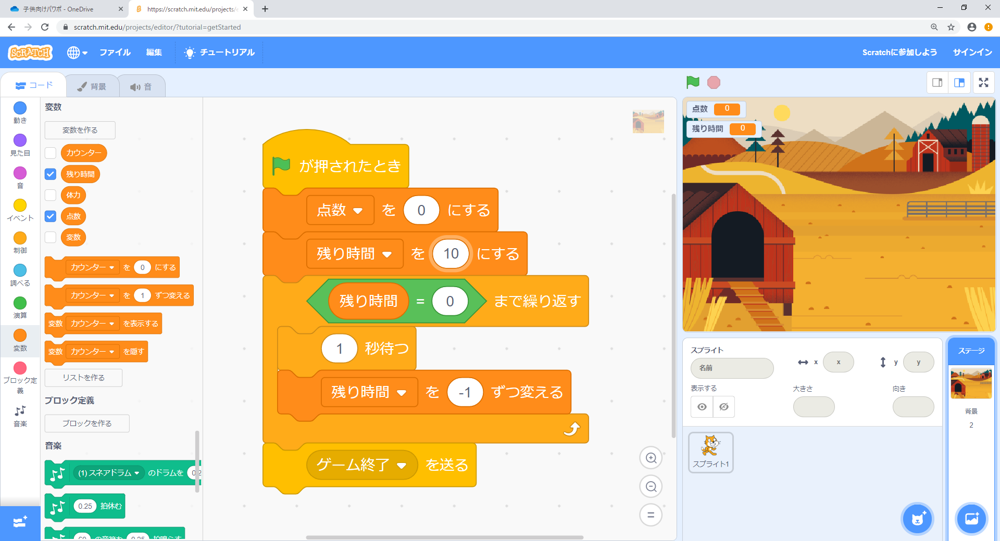 子供向けパワポ - OneDrive
https://scratch.mit.edu/projects/e
scratch.mit.edu/projects/editor/?tutorial=getStarted
SCRATCH
ファイル
編集
チュートリアル
Scratchに参加しよう
サインイン
コード
背景
音
動き
見た目
音
イベント
制御
調べる
演算
変数
ブロック定
義
音楽
変数
変数を作る
カウンター
残り時間
体力
点数
変数
カウンター を 0 にする
カウンター を 1 ずつ変える
変数 カウンター を表示する
変数 カウンター を隠す
リストを作る
ブロック定義
ブロックを作る
音楽
(1) スネアドラム のドラムを 0.2
0.25 拍休む
60 の音符を 0.25 拍鳴らす
が押されたとき
点数 を 0 にする
残り時間 を 10 にする
残り時間 = 0 まで繰り返す
1 秒待つ
残り時間 を -1 ずつ変える
ゲーム終了 を送る
点数 0
残り時間 0
スプライト
名前
x x
y y
表示する
大きさ
向き
スプライト1
ステージ
背景
2